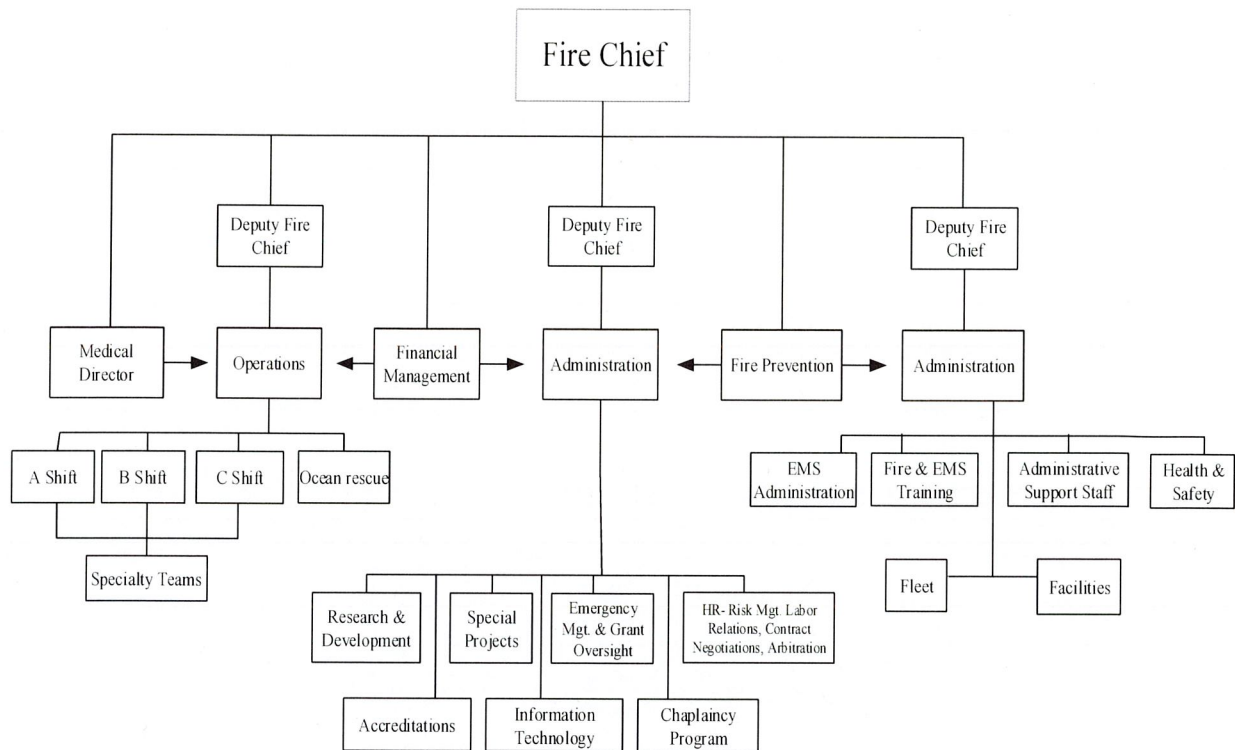 Fire Chief
Deputy Fire
Chief
Deputy Fire
Chief
Deputy Fire
Chief
Medical
Director
Operations
Financial
Management
Administration
Fire Prevention
Administration
A Shift
B Shift
C Shift
Ocean rescue
EMS
Administration
Fire & EMS
Training
Administrative
Support Staff
Health &
Safety
Specialty Teams
Fleet
Facilities
Research &
Development
Special
Projects
Emergency
Mgt. & Grant
Oversight
HR- Risk Mgt. Labor
Relations, Contract
Negotiations, Arbitration
Accreditations
Information
Technology
Chaplaincy
Program